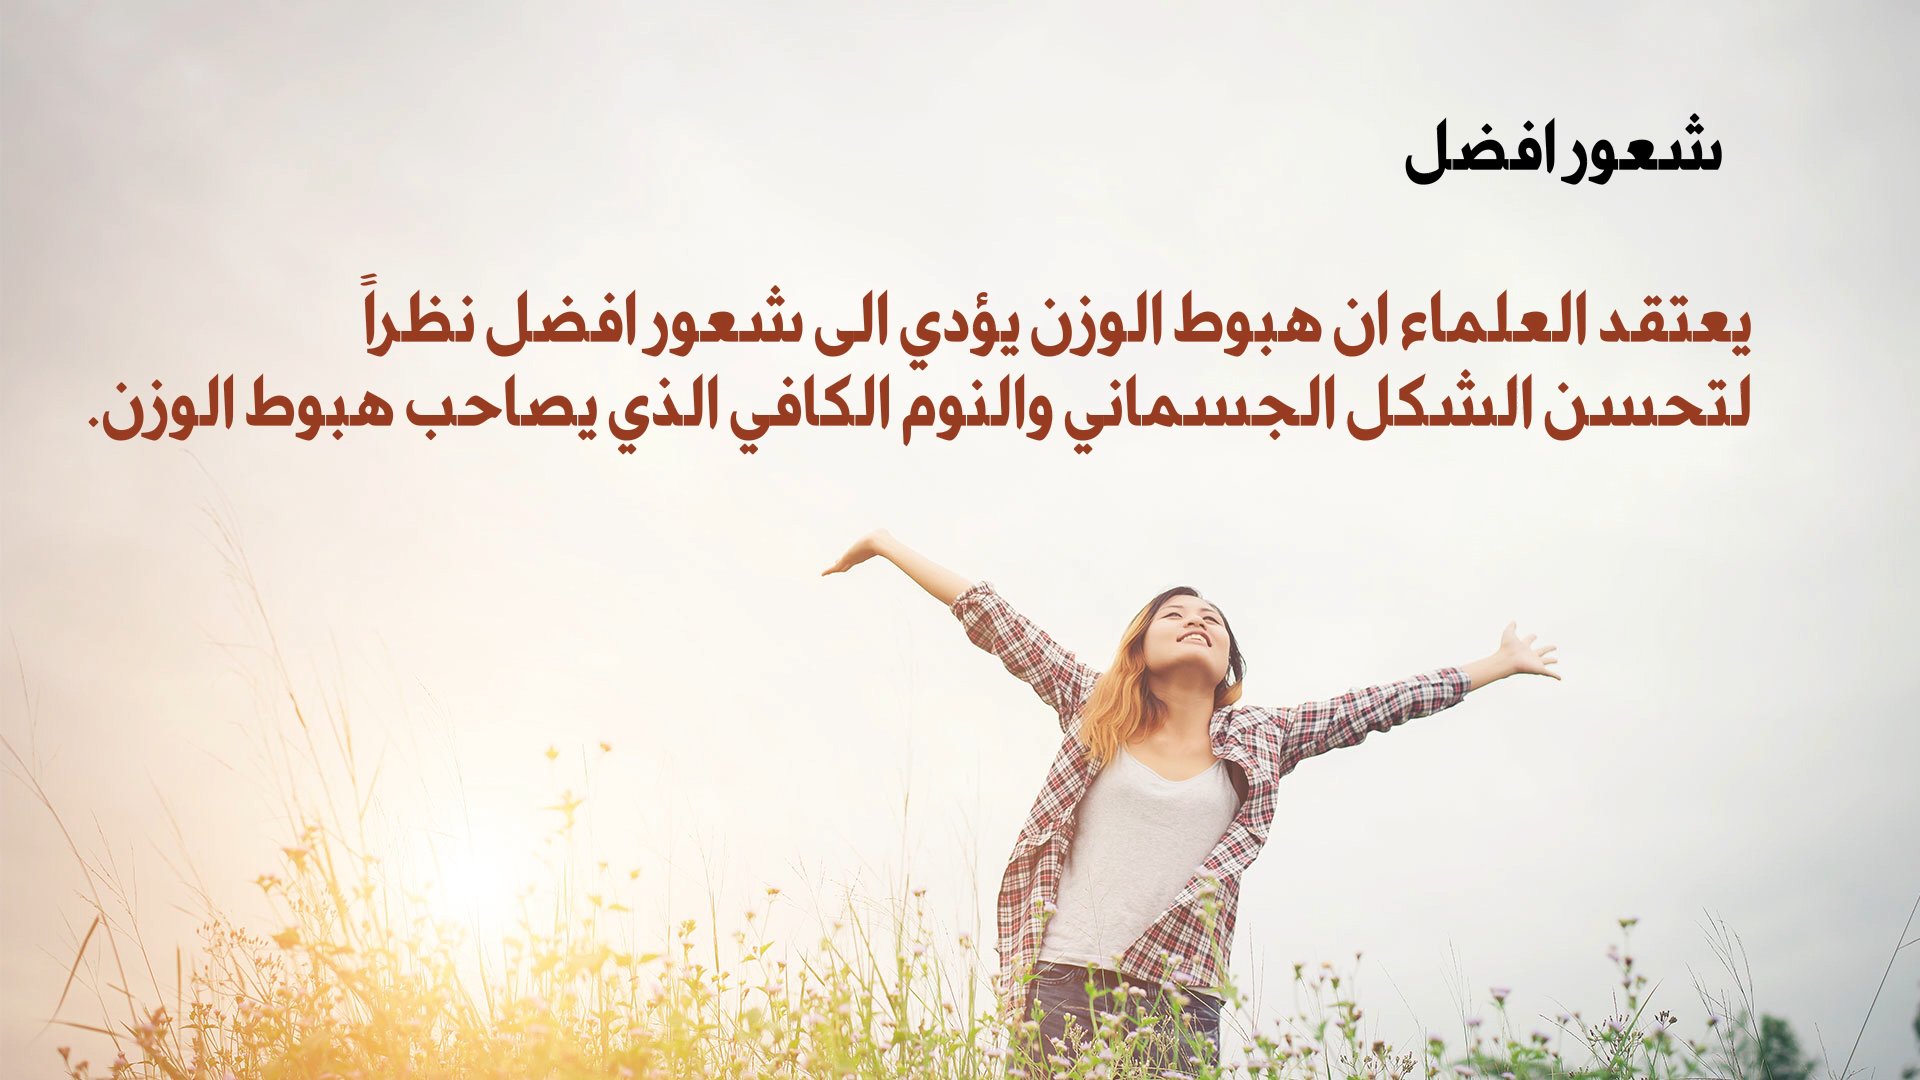 شعور افضل
يعتقد العلماء ان هبوط الوزن يؤدي الى شعور افضل نظراً
لتحسن الشكل الجسماني والنوم الكافي الذي يصاحب هبوط الوزن.